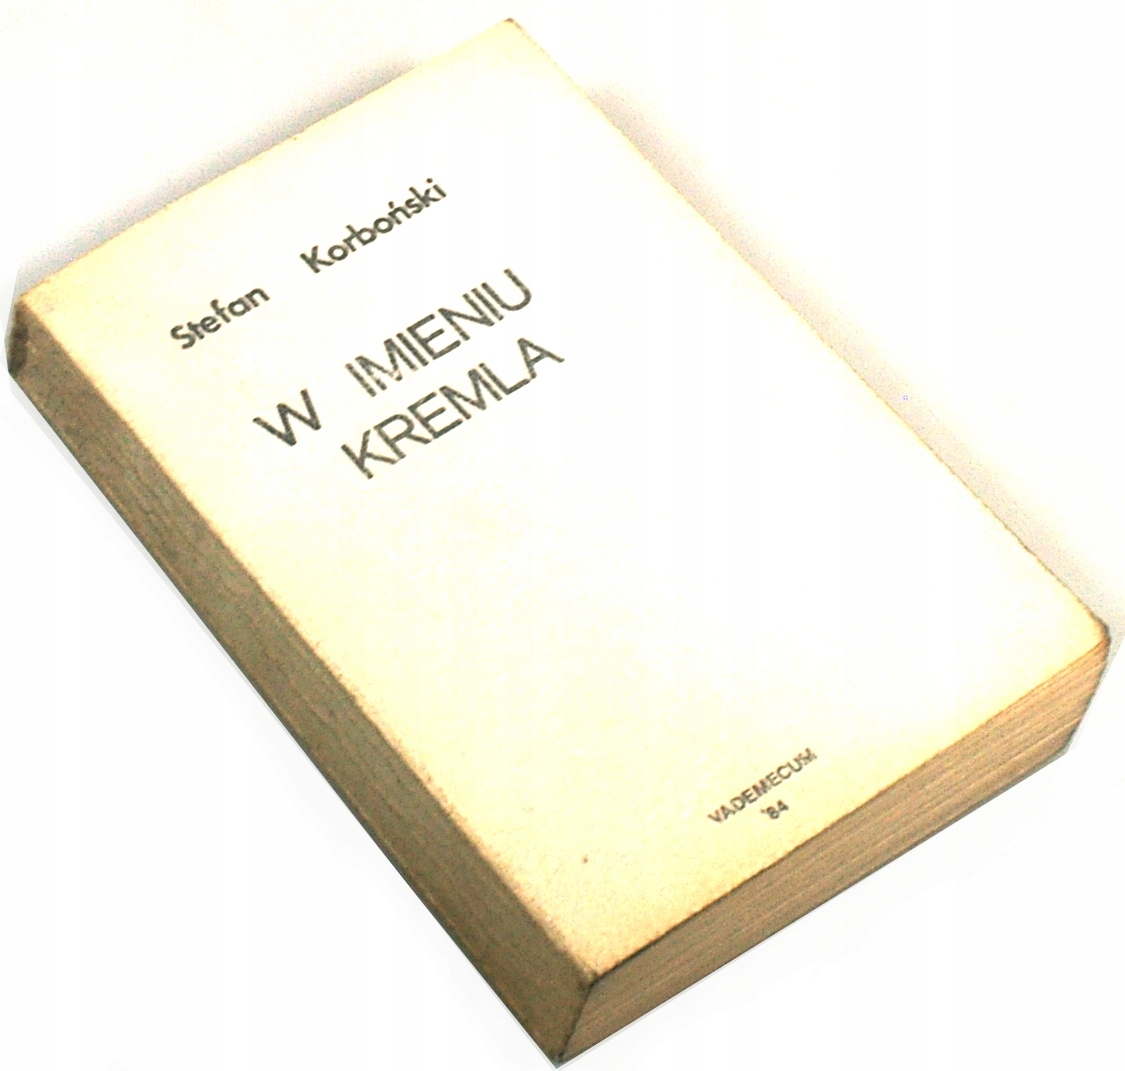 Stefan Korboński
W IMIENIU
KREMLA
VADEMECUM
'84